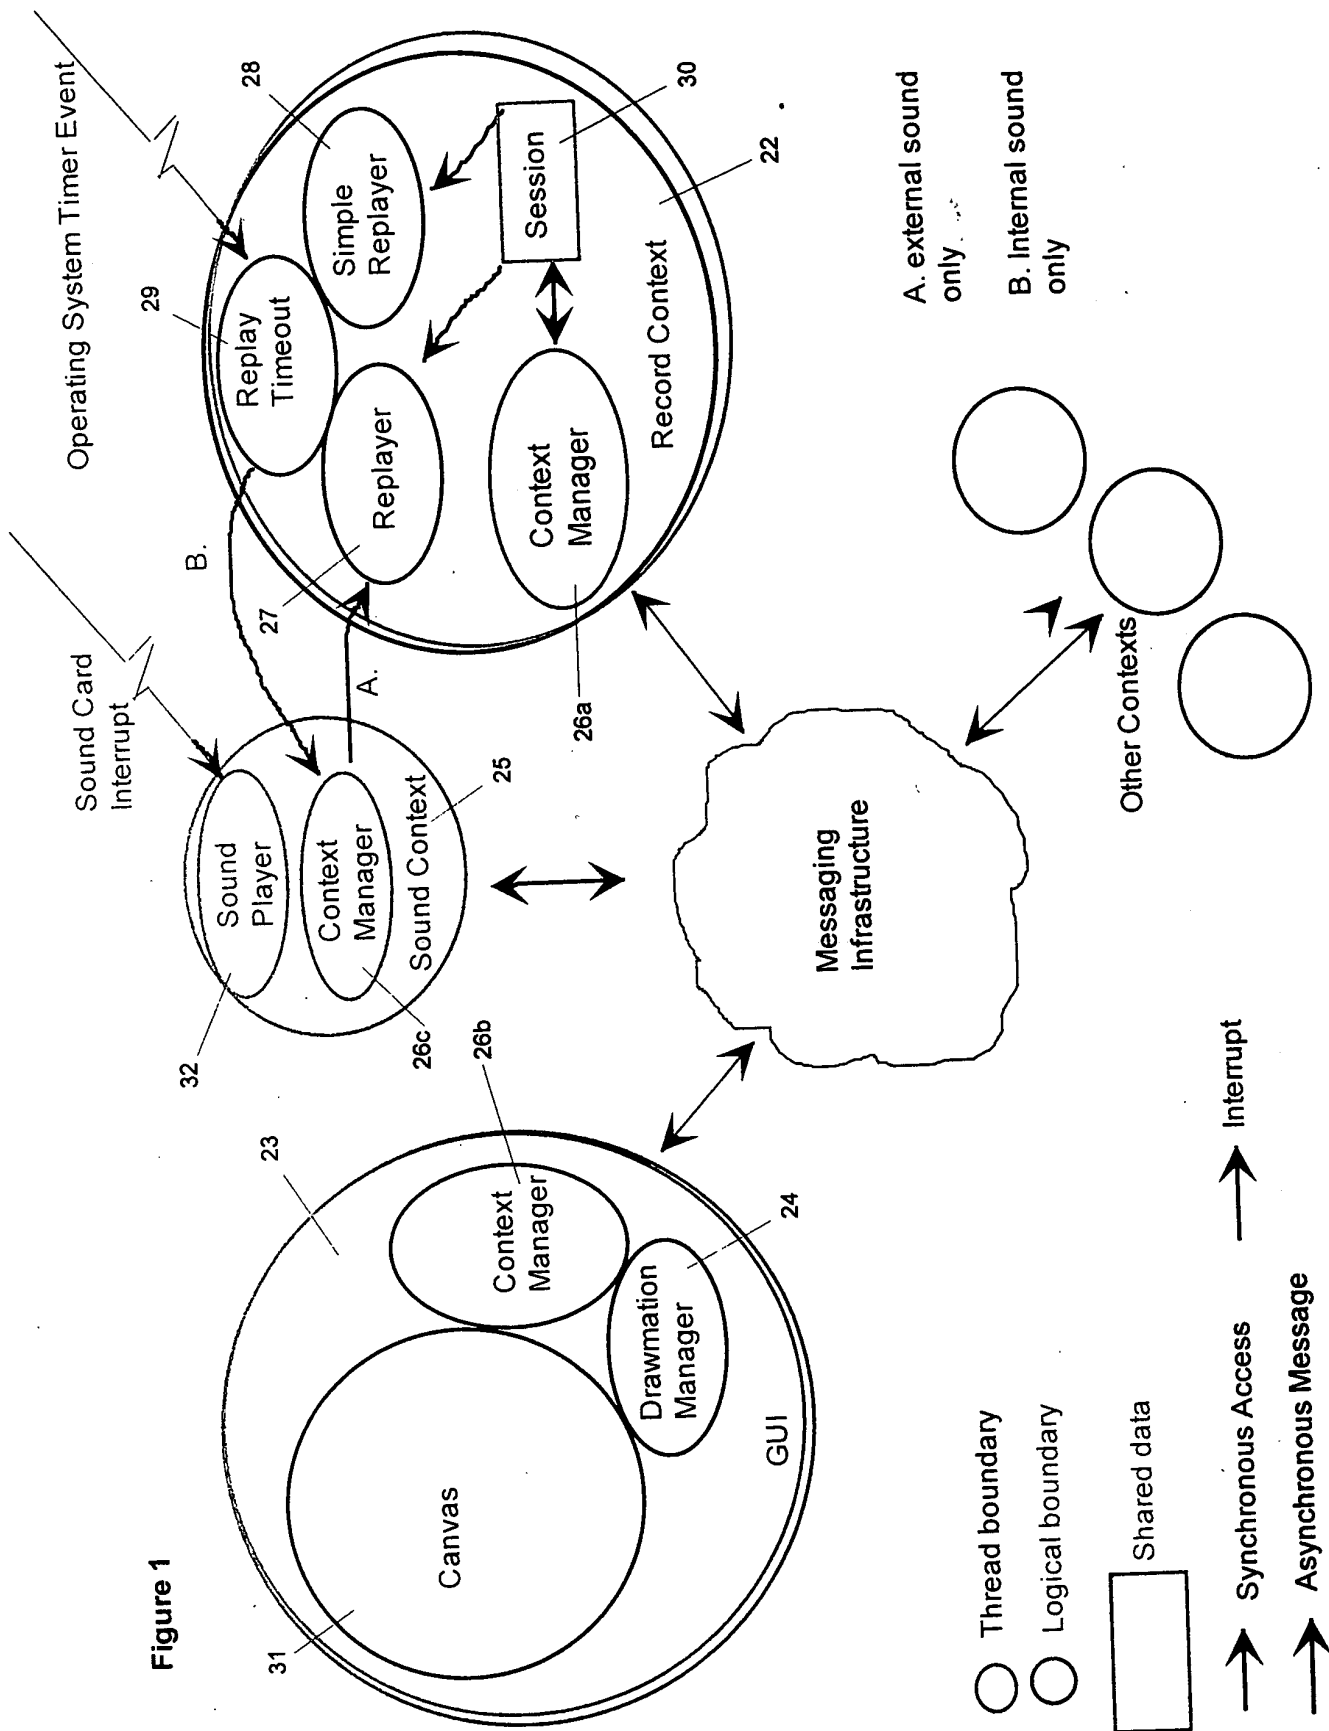 Figure 1
Sound Card
Interrupt
Operating System Timer Event
31
Canvas
23
Context
Manager
26b
Drawmation
Manager
24
GUI
32
Sound
Player
Context
Manager
26c
Sound Context
25
B.
A.
29
Replay
Timeout
28
Simple
Replayer
27
Replayer
Session
30
Context
Manager
26a
Record Context
22
Messaging
Infrastructure
Other Contexts
A. external sound
only
B. Internal sound
only
Thread boundary
Logical boundary
Shared data
Synchronous Access
Interrupt
Asynchronous Message